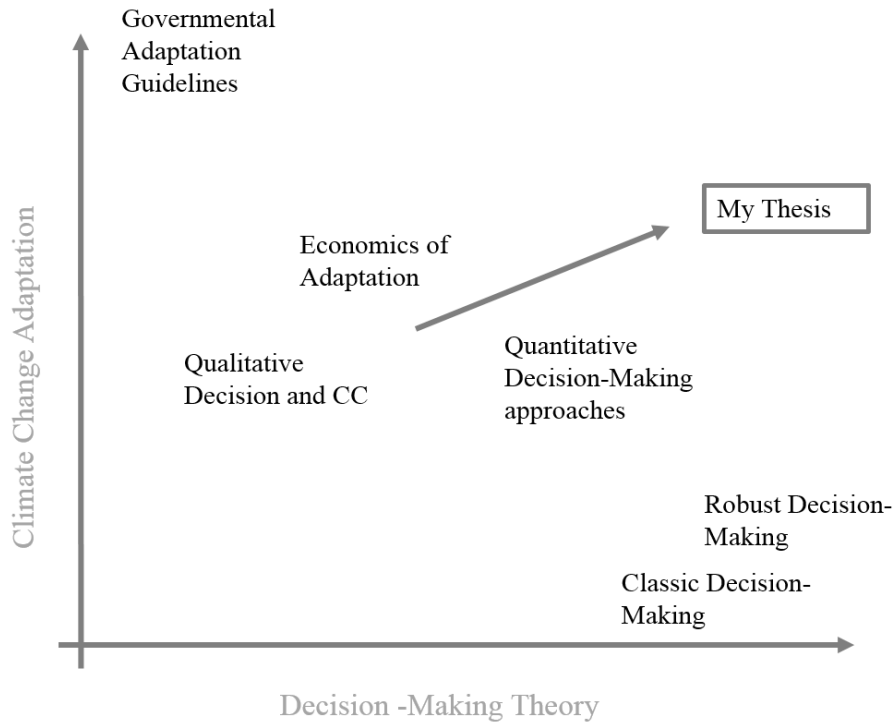 Governmental
Adaptation
Guidelines
My Thesis
Economics of
Adaptation
Qualitative
Decision and CC
Quantitative
Decision-Making
approaches
Robust Decision-
Making
Classic Decision-
Making
Climate Change Adaptation
Decision -Making Theory